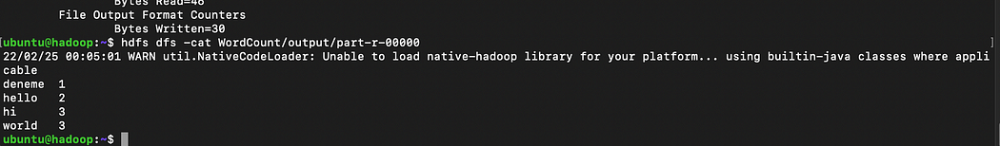 Bytes Read=48
File Output Format Counters
Bytes Written=30
[ubuntu@hadoop:~$ hdfs dfs -cat WordCount/output/part-r-00000 ]
22/02/25 00:05:01 WARN util.NativeCodeLoader: Unable to load native-hadoop library for your platform... using builtin-java classes where appli
cable
deneme 1
hello 2
hi 3
world 3
ubuntu@hadoop:~$